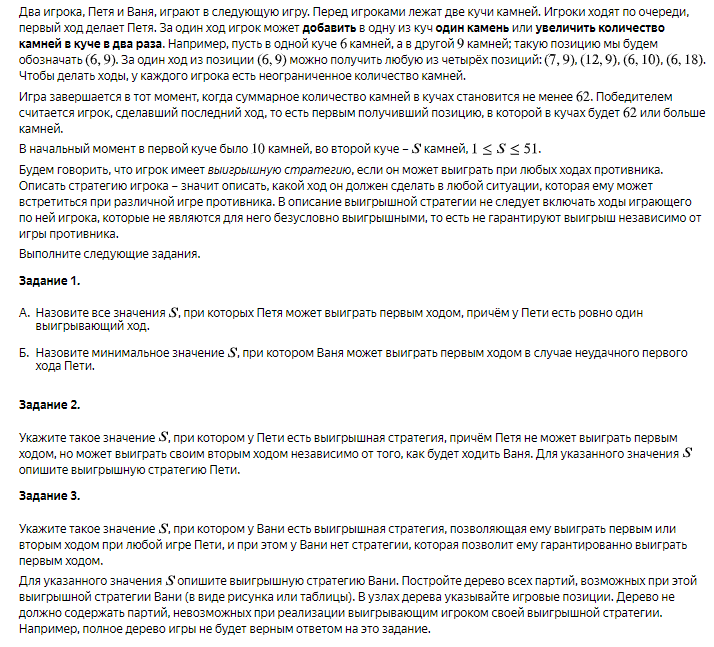 Два игрока, Петя и Ваня, играют в следующую игру. Перед игроками лежат две кучи камней. Игроки ходят по очереди,
первый ход делает Петя. За один ход игрок может добавить в одну из куч один камень или увеличить количество
камней в куче в два раза. Например, пусть в одной куче 6 камней, а в другой 9 камней; такую позицию мы будем
обозначать (6, 9). За один ход из позиции (6, 9) можно получить любую из четырёх позиций: (7, 9), (12, 9), (6, 10), (6, 18).
Чтобы делать ходы, у каждого игрока есть неограниченное количество камней.
Игра завершается в тот момент, когда суммарное количество камней в кучах становится не менее 62. Победителем
считается игрок, сделавший последний ход, то есть первым получивший позицию, в которой в кучах будет 62 или больше
камней.
В начальный момент в первой куче было 10 камней, во второй куче – S камней, 1 ≤ S ≤ 51.
Будем говорить, что игрок имеет выигрышную стратегию, если он может выиграть при любых ходах противника.
Описать стратегию игрока – значит описать, какой ход он должен сделать в любой ситуации, которая ему может
встретиться при различной игре противника. В описание выигрышной стратегии не следует включать ходы играющего
по ней игрока, которые не являются для него безусловно выигрышными, то есть не гарантируют выигрыш независимо от
игры противника.
Выполните следующие задания.
Задание 1.
А. Назовите все значения S, при которых Петя может выиграть первым ходом, причём у Пети есть ровно один
выигрывающий ход.
Б. Назовите минимальное значение S, при котором Ваня может выиграть первым ходом в случае неудачного первого
хода Пети.
Задание 2.
Укажите такое значение S, при котором у Пети есть выигрышная стратегия, причём Петя не может выиграть первым
ходом, но может выиграть своим вторым ходом независимо от того, как будет ходить Ваня. Для указанного значения S
опишите выигрышную стратегию Пети.
Задание 3.
Укажите такое значение S, при котором у Вани есть выигрышная стратегия, позволяющая ему выиграть первым или
вторым ходом при любой игре Пети, и при этом у Вани нет стратегии, которая позволит ему гарантированно выиграть
первым ходом.
Для указанного значения S опишите выигрышную стратегию Вани. Постройте дерево всех партий, возможных при этой
выигрышной стратегии Вани (в виде рисунка или таблицы). В узлах дерева указывайте игровые позиции. Дерево не
должно содержать партий, невозможных при реализации выигрывающим игроком своей выигрышной стратегии.
Например, полное дерево игры не будет верным ответом на это задание.